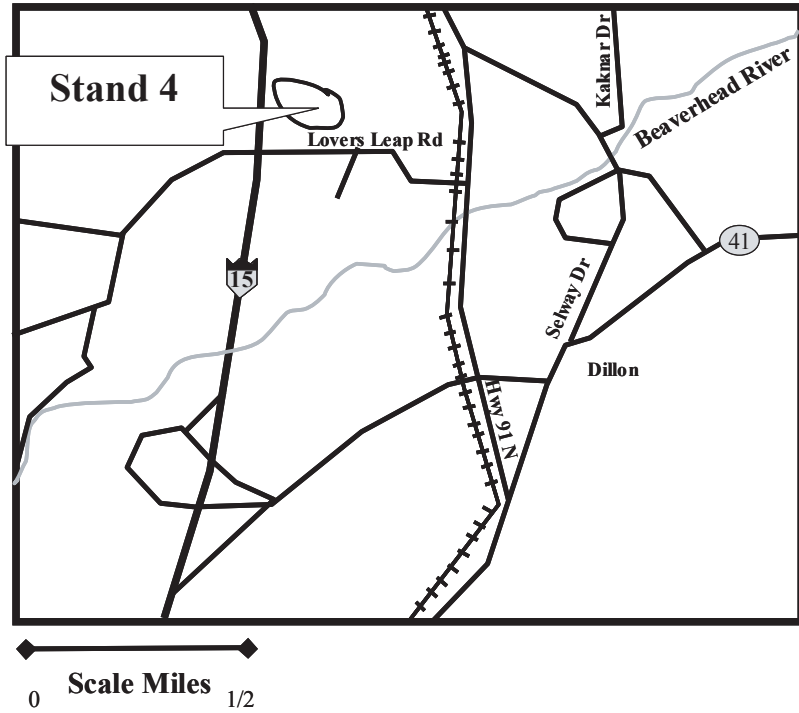 Kaknar Dr
Stand 4
Beaverhead River
Lovers Leap Rd
41
15
Selway Dr
Dillon
Hwy 91 N
Scale Miles
0
1/2